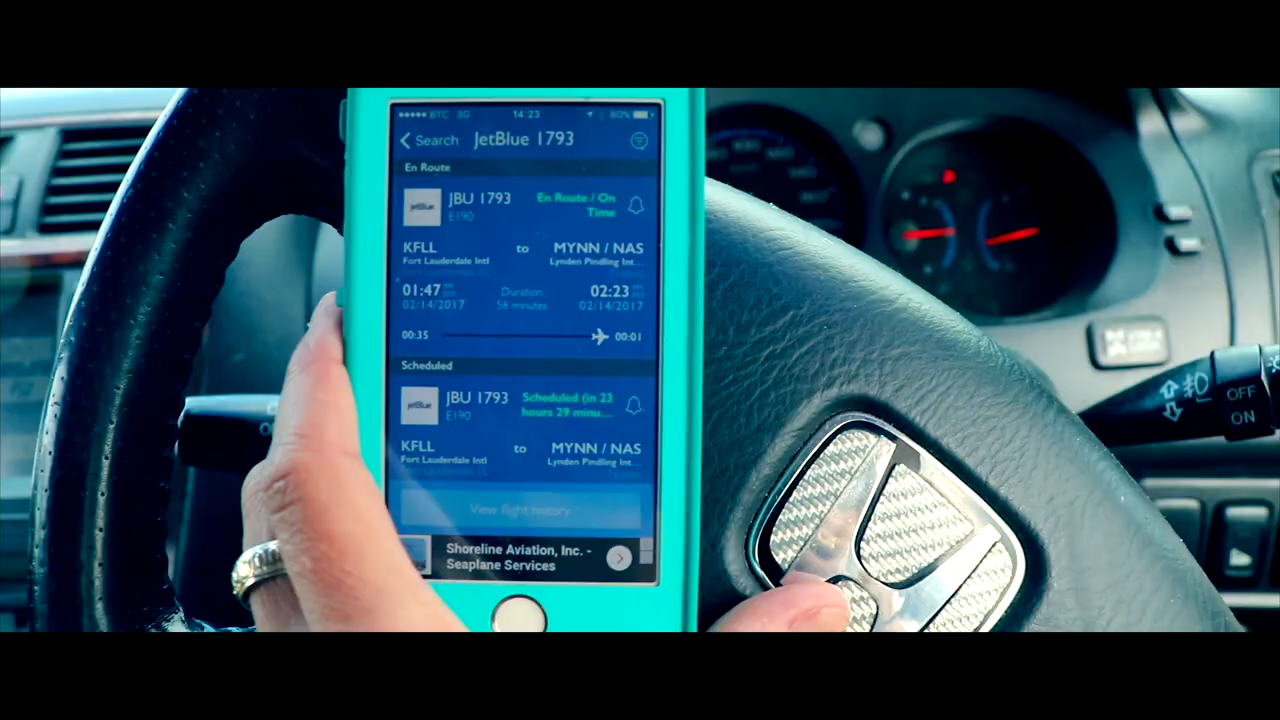 BTC 3G 14:23 80%
Search JetBlue 1793
En Route
jetBlue JBU 1793 En Route / On
E190 Time
KFLL to MYNN / NAS
Fort Lauderdale Intl Lynden Pindling Int...
01:47 Duration 02:23
02/14/2017 58 minutes 02/14/2017
00:35 00:01
Scheduled
jetBlue JBU 1793 Scheduled (in 23
E190 hours 29 minu...
KFLL to MYNN / NAS
Fort Lauderdale Intl Lynden Pindling Int...
View flight history
Shoreline Aviation, Inc. -
Seaplane Services
OFF
ON